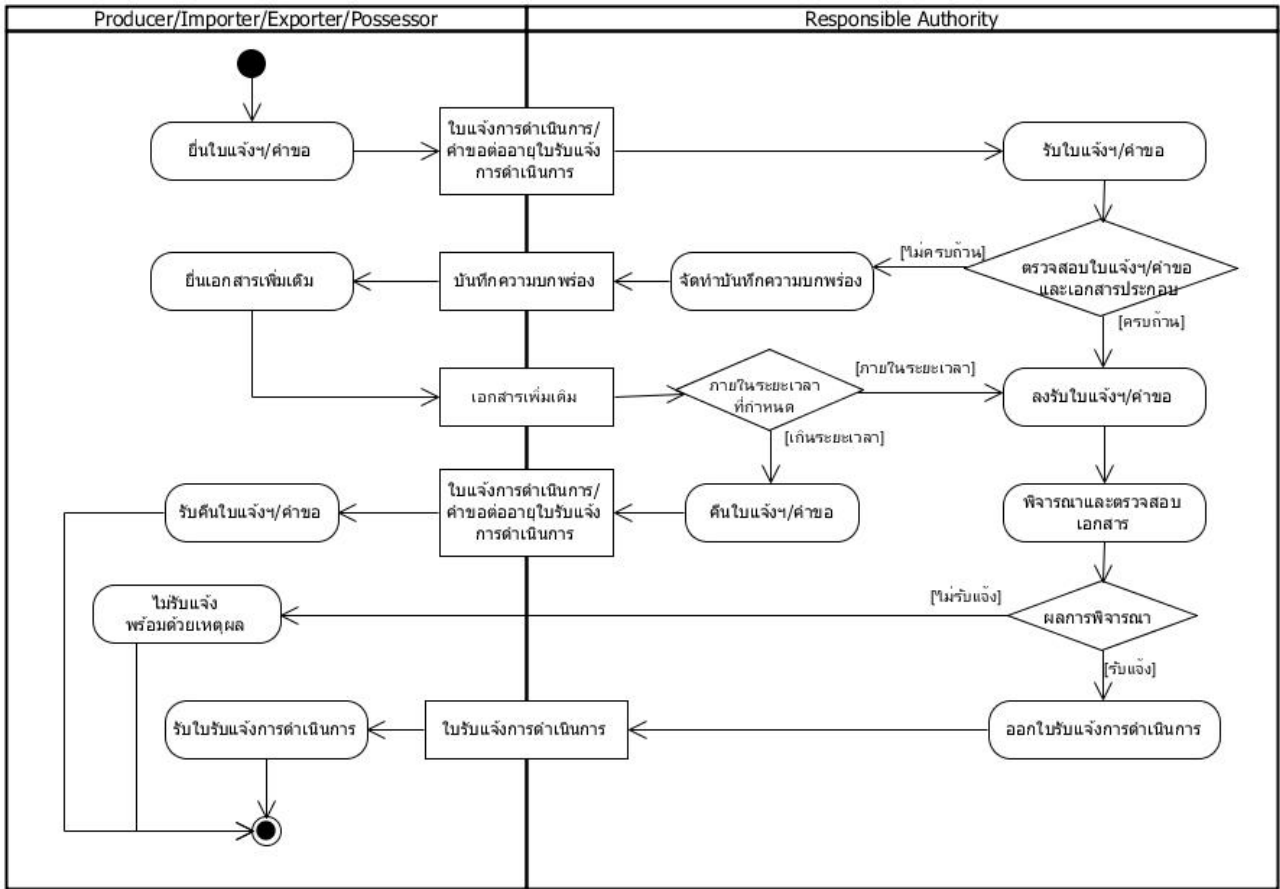 Producer/Importer/Exporter/Possessor
Responsible Authority
ยื่นใบแจ้งฯ/คำขอ
ใบแจ้งการดำเนินการ/
คำขอต่ออายุใบรับแจ้ง
การดำเนินการ
รับใบแจ้งฯ/คำขอ
ตรวจสอบใบแจ้งฯ/คำขอ
และเอกสารประกอบ
[ไม่ครบถ้วน]
[ครบถ้วน]
จัดทำบันทึกความบกพร่อง
บันทึกความบกพร่อง
ยื่นเอกสารเพิ่มเติม
เอกสารเพิ่มเติม
ภายในระยะเวลา
ที่กำหนด
[ภายในระยะเวลา]
[เกินระยะเวลา]
ลงรับใบแจ้งฯ/คำขอ
รับคืนใบแจ้งฯ/คำขอ
ใบแจ้งการดำเนินการ/
คำขอต่ออายุใบรับแจ้ง
การดำเนินการ
คืนใบแจ้งฯ/คำขอ
พิจารณาและตรวจสอบ
เอกสาร
ไม่รับแจ้ง
พร้อมด้วยเหตุผล
[ไม่รับแจ้ง]
ผลการพิจารณา
[รับแจ้ง]
รับใบรับแจ้งการดำเนินการ
ใบรับแจ้งการดำเนินการ
ออกใบรับแจ้งการดำเนินการ